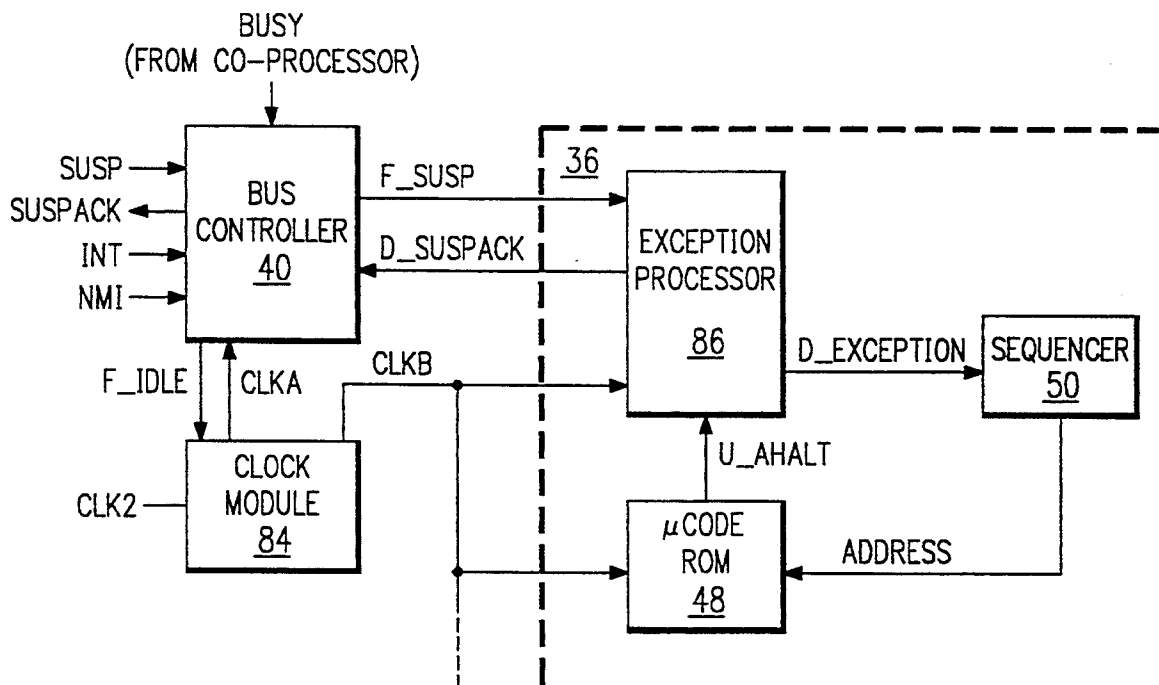 BUSY
(FROM CO-PROCESSOR)
SUSP
SUSPACK
INT
NMI
BUS
CONTROLLER
40
F_SUSP
D_SUSPACK
36
EXCEPTION
PROCESSOR
86
D_EXCEPTION
SEQUENCER
50
F_IDLE
CLKA
CLKB
CLK2
CLOCK
MODULE
84
U_AHALT
μCODE
ROM
48
ADDRESS